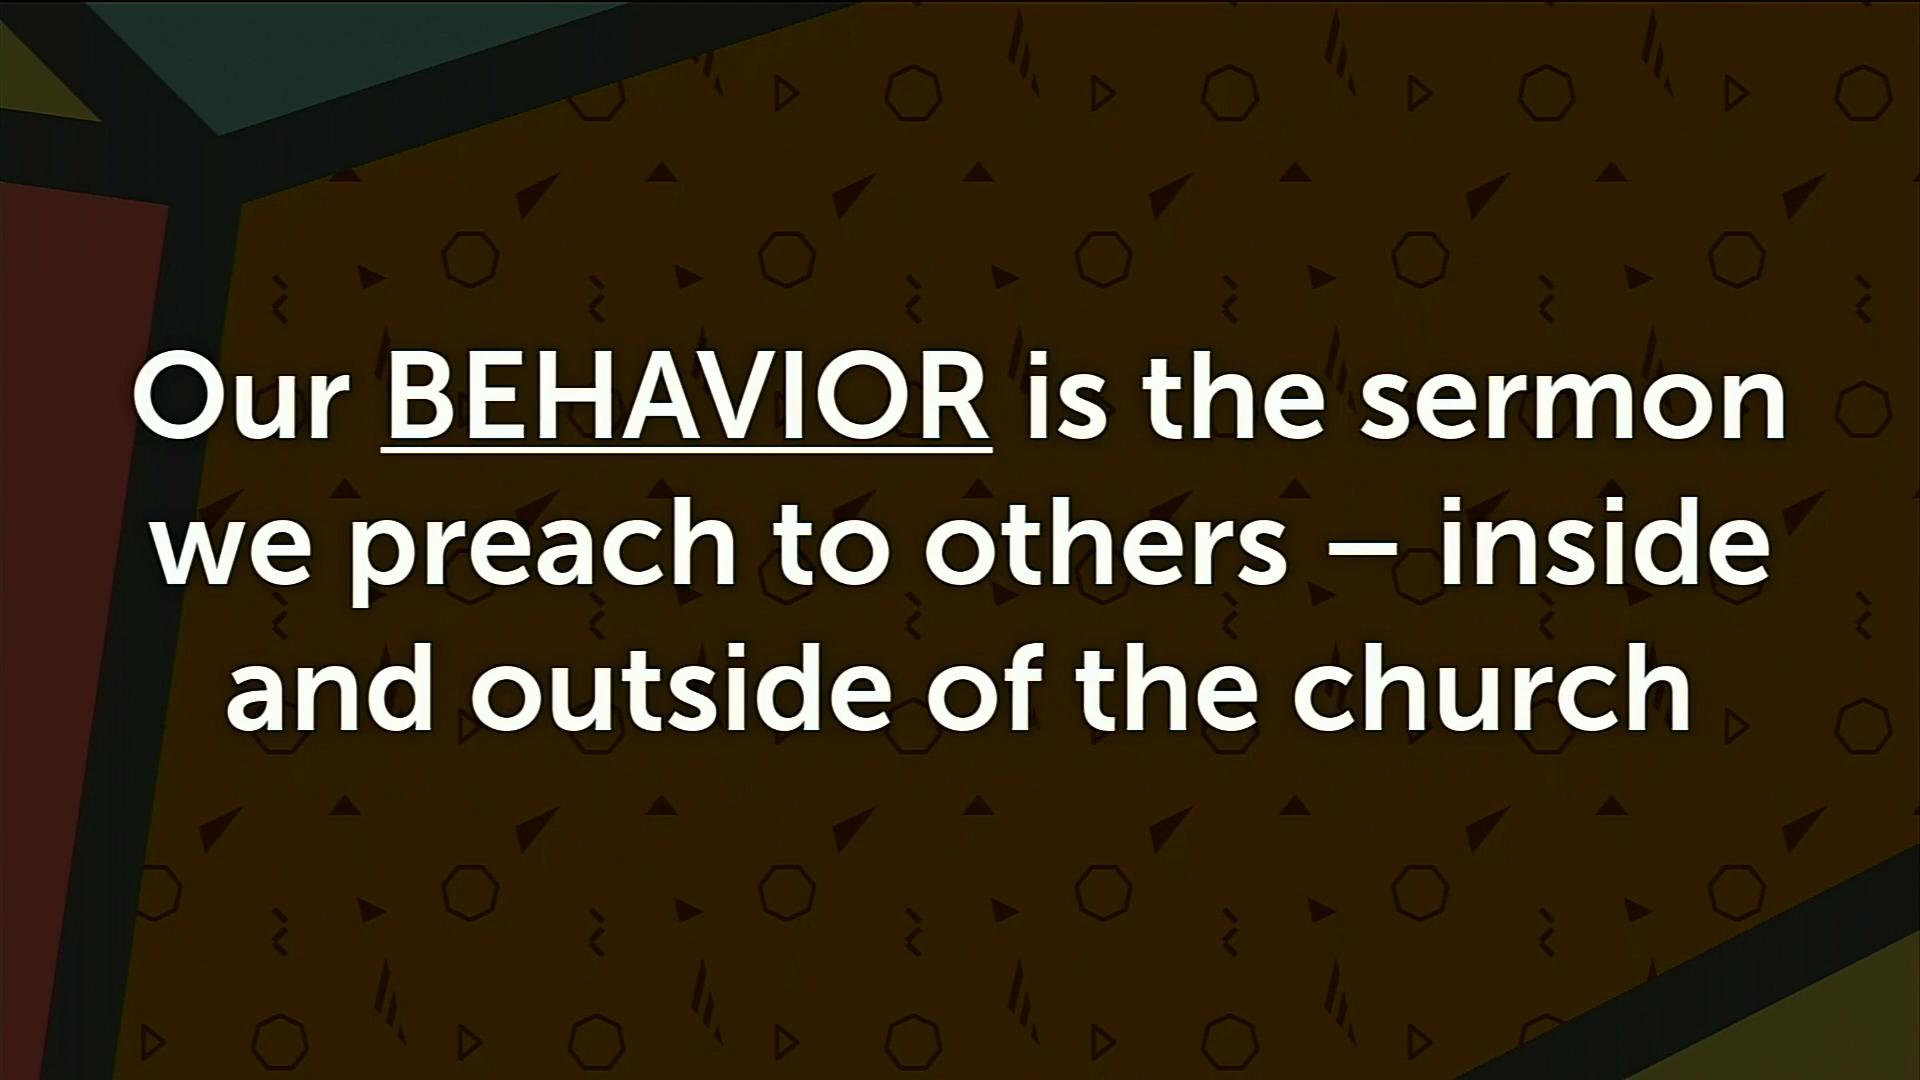 Our BEHAVIOR is the sermon
we preach to others – inside
and outside of the church